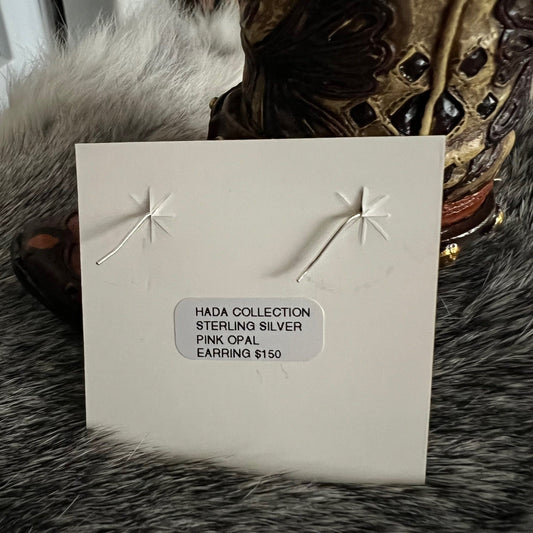 HADA COLLECTION
STERLING SILVER
PINK OPAL
EARRING $150